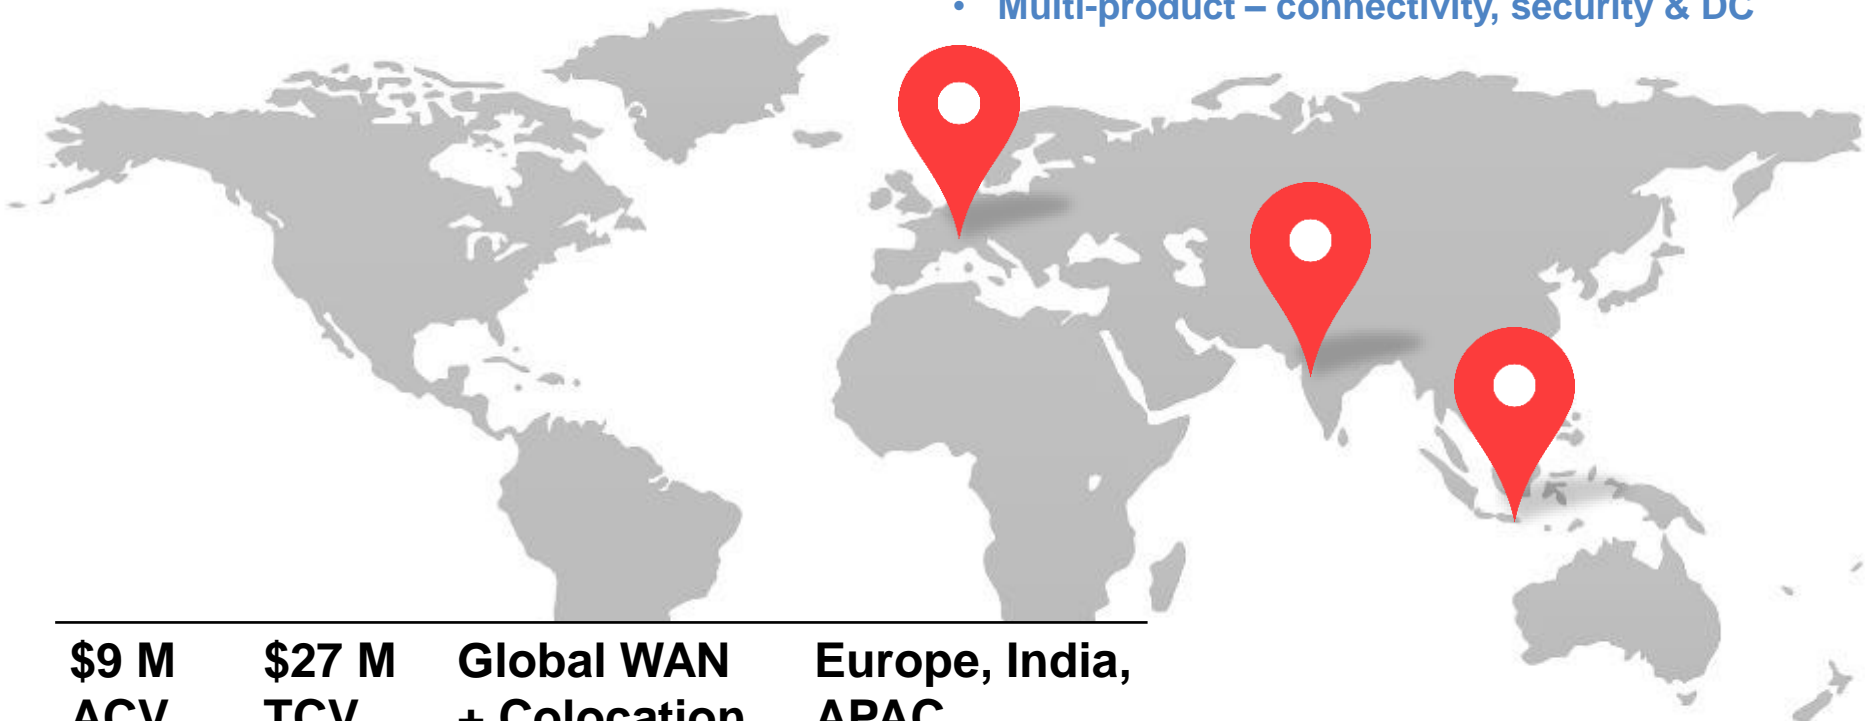 • Multi-product – connectivity, security & DC
$9 M $27 M Global WAN Europe, India,
ACV TCV + Colocation APAC